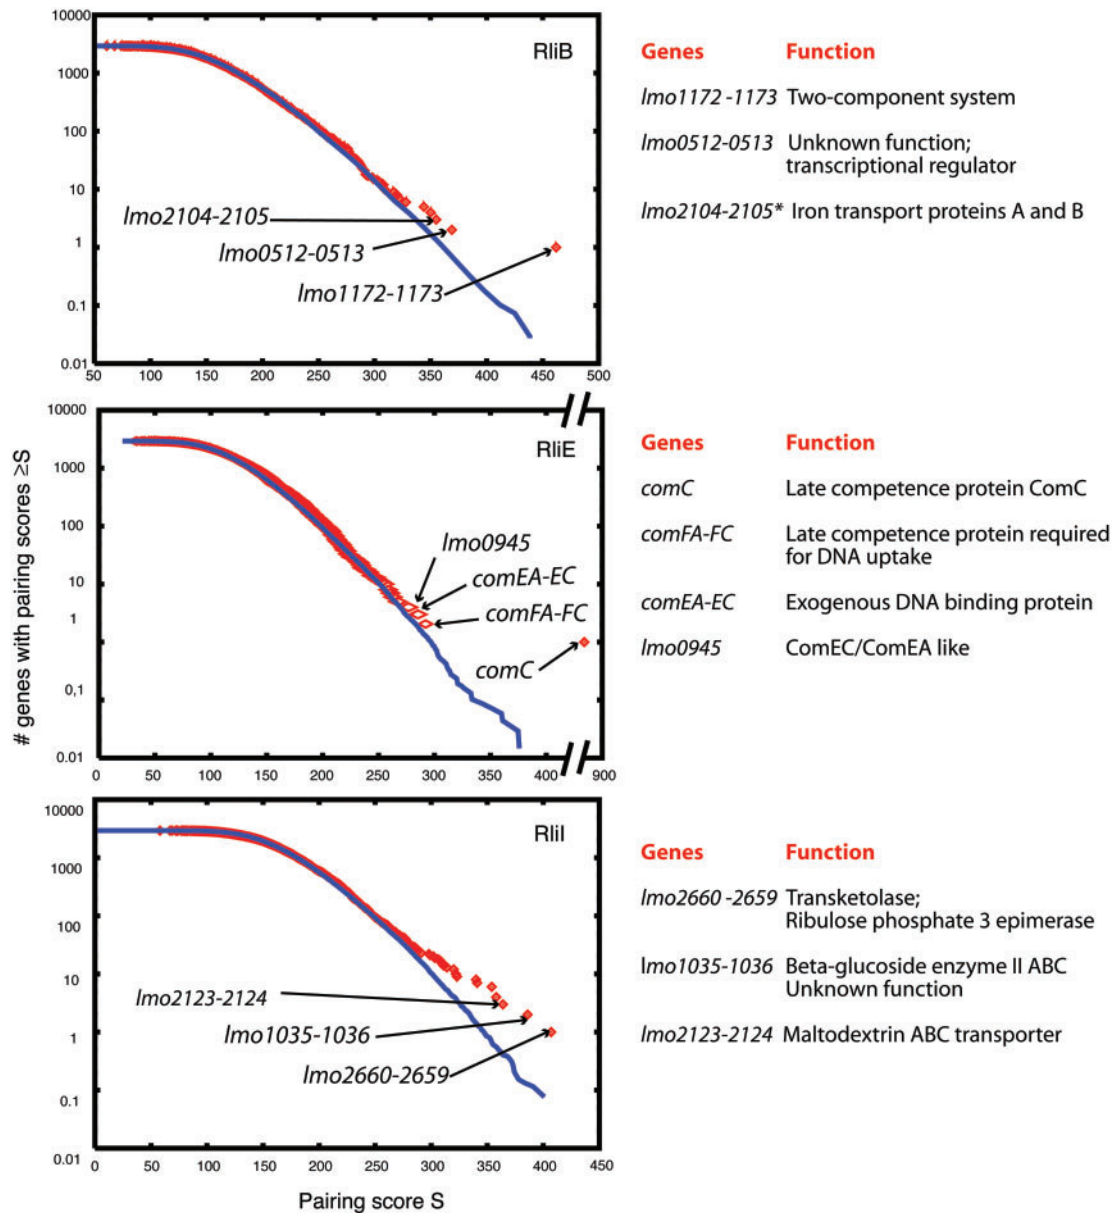 10000
1000
100
10
1
0.1
0.01
50
100
150
200
250
300
350
400
450
500
RliB
lmo2104-2105
lmo0512-0513
lmo1172-1173
Genes Function
lmo1172 -1173 Two-component system
lmo0512-0513 Unknown function;
transcriptional regulator
lmo2104-2105* Iron transport proteins A and B
# genes with pairing scores ≥S
10000
1000
100
10
1
0,1
0.01
0
50
100
150
200
250
300
350
400
900
RliE
lmo0945
comEA-EC
comFA-FC
comC
Genes Function
comC Late competence protein ComC
comFA-FC Late competence protein required
for DNA uptake
comEA-EC Exogenous DNA binding protein
lmo0945 ComEC/ComEA like
10000
1000
100
10
1
0.1
0.01
0
50
100
150
200
250
300
350
400
450
RliI
lmo2123-2124
lmo1035-1036
lmo2660-2659
Pairing score S
Genes Function
lmo2660 -2659 Transketolase;
Ribulose phosphate 3 epimerase
lmo1035-1036 Beta-glucoside enzyme II ABC
Unknown function
lmo2123-2124 Maltodextrin ABC transporter